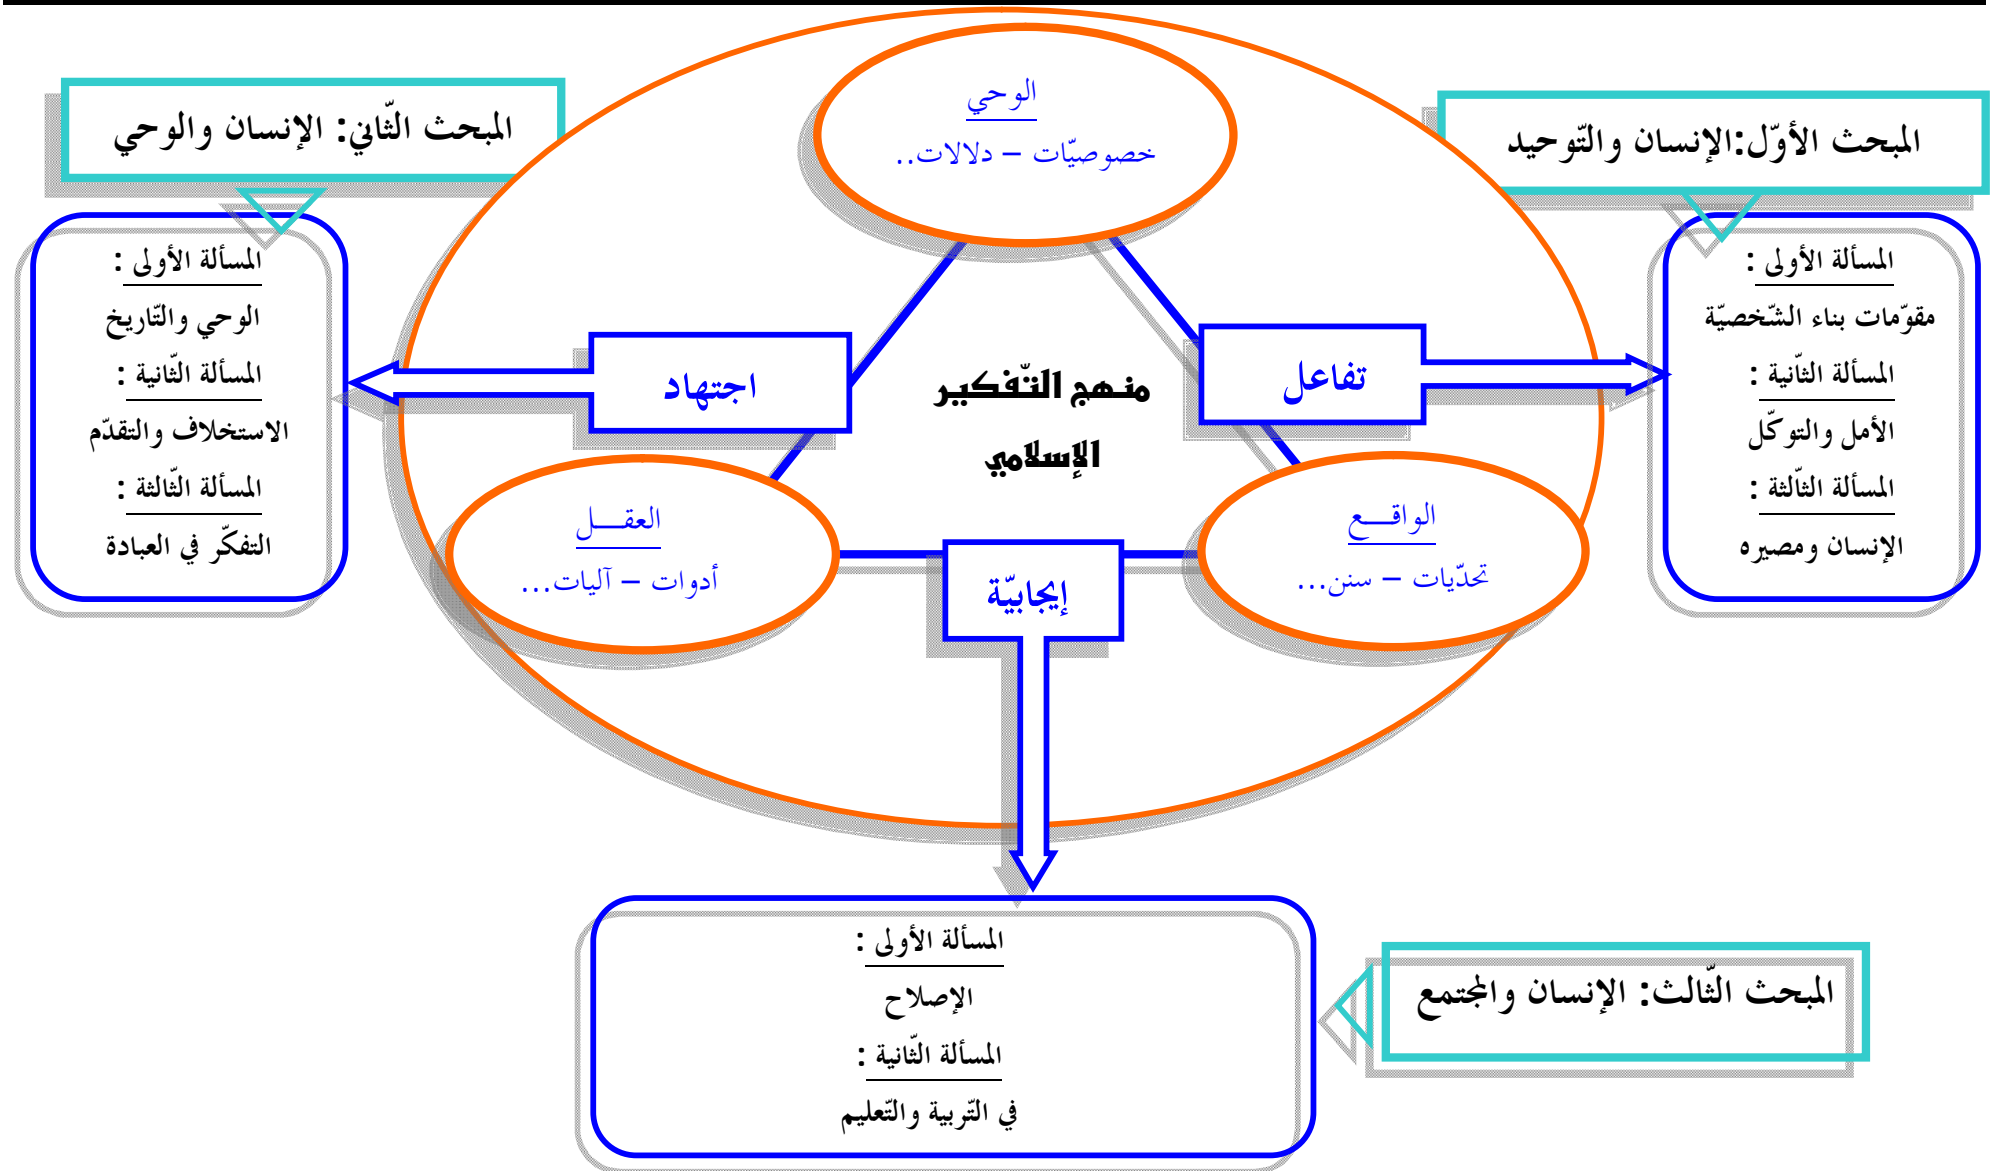 الوحي
خصوصيّات – دلالات..
المبحث الأوّل:الإنسان والتّوحيد
المسألة الأولى :
مقوّمات بناء الشّخصيّة
المسألة الثّانية :
الأمل والتوكّل
المسألة الثّالثة :
الإنسان ومصيره
المبحث الثّاني: الإنسان والوحي
المسألة الأولى :
الوحي والتّاريخ
المسألة الثّانية :
الاستخلاف والتقدّم
المسألة الثّالثة :
التفكّر في العبادة
تفاعل
منهج التّفكير
الإسلامي
اجتهاد
الواقـــع
تحدّيات – سنن...
إيجابيّة
العقـــل
أدوات – آليات...
المبحث الثّالث: الإنسان والمجتمع
المسألة الأولى :
الإصلاح
المسألة الثّانية :
في التّربية والتّعليم